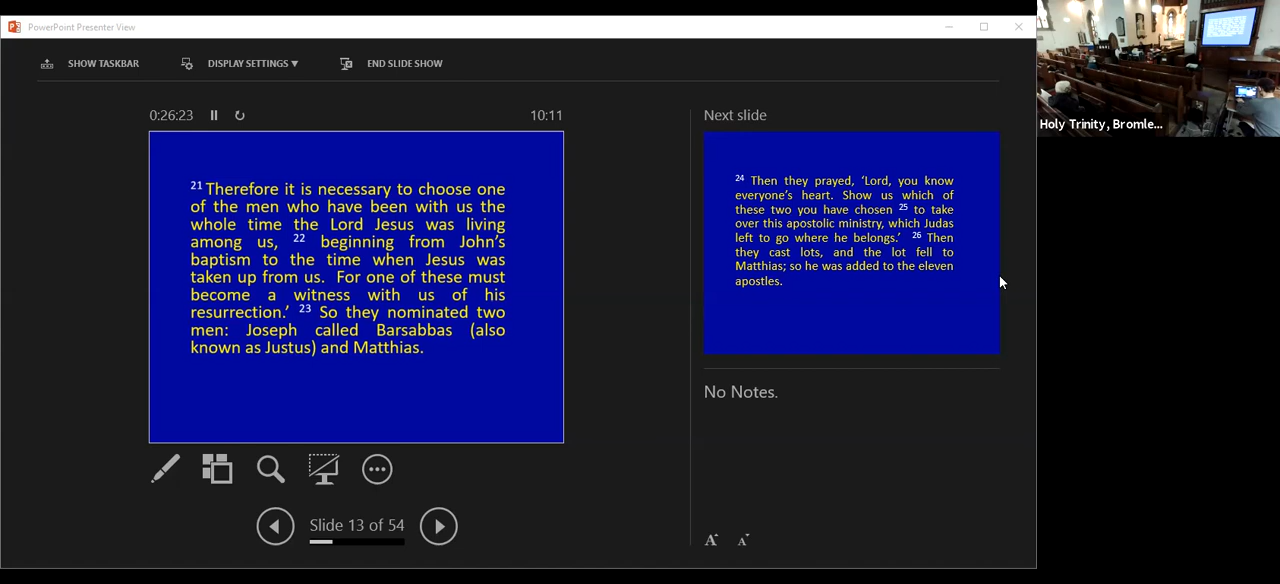 PowerPoint Presenter View
SHOW TASKBAR
DISPLAY SETTINGS ▼
END SLIDE SHOW
0:26:23
10:11
21 Therefore it is necessary to choose one
of the men who have been with us the
whole time the Lord Jesus was living
among us, 22 beginning from John's
baptism to the time when Jesus was
taken up from us. For one of these must
become a witness with us of his
resurrection.' 23 So they nominated two
men: Joseph called Barsabbas (also
known as Justus) and Matthias.
Slide 13 of 54
Next slide
24 Then they prayed, 'Lord, you know
everyone's heart. Show us which of
these two you have chosen 25 to take
over this apostolic ministry, which Judas
left to go where he belongs.' 26 Then
they cast lots, and the lot fell to
Matthias; so he was added to the eleven
apostles.
No Notes.
A A
Holy Trinity, Bromle...